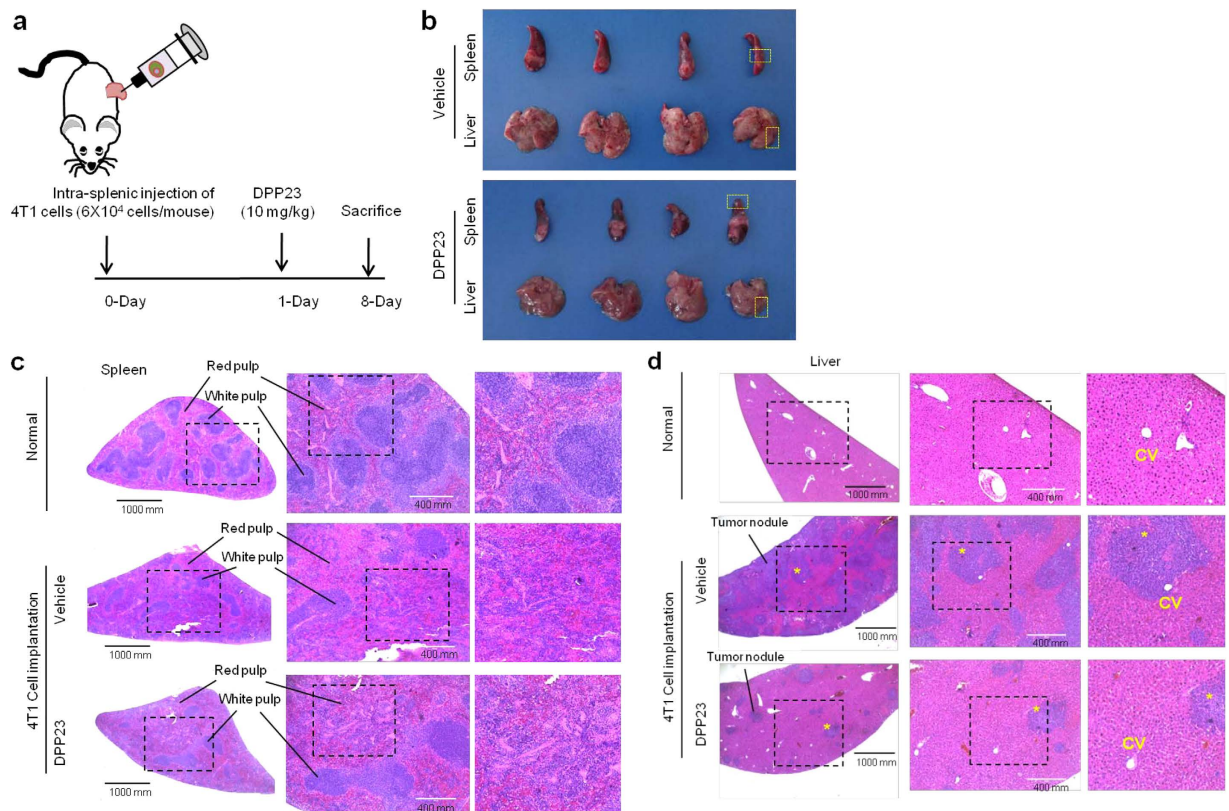 a
Intra-splenic injection of
4T1 cells (6X10⁴ cells/mouse)
DPP23
(10 mg/kg)
Sacrifice
0-Day
1-Day
8-Day
b
Vehicle
Spleen
Liver
DPP23
Spleen
Liver
c
Spleen
Normal
Red pulp
White pulp
1000 mm
400 mm
4T1 Cell implantation
Vehicle
Red pulp
White pulp
1000 mm
400 mm
DPP23
Red pulp
White pulp
1000 mm
400 mm
d
Liver
Normal
1000 mm
400 mm
CV
4T1 Cell implantation
Vehicle
Tumor nodule
*
1000 mm
*
400 mm
*
CV
DPP23
Tumor nodule
*
1000 mm
*
400 mm
*
CV